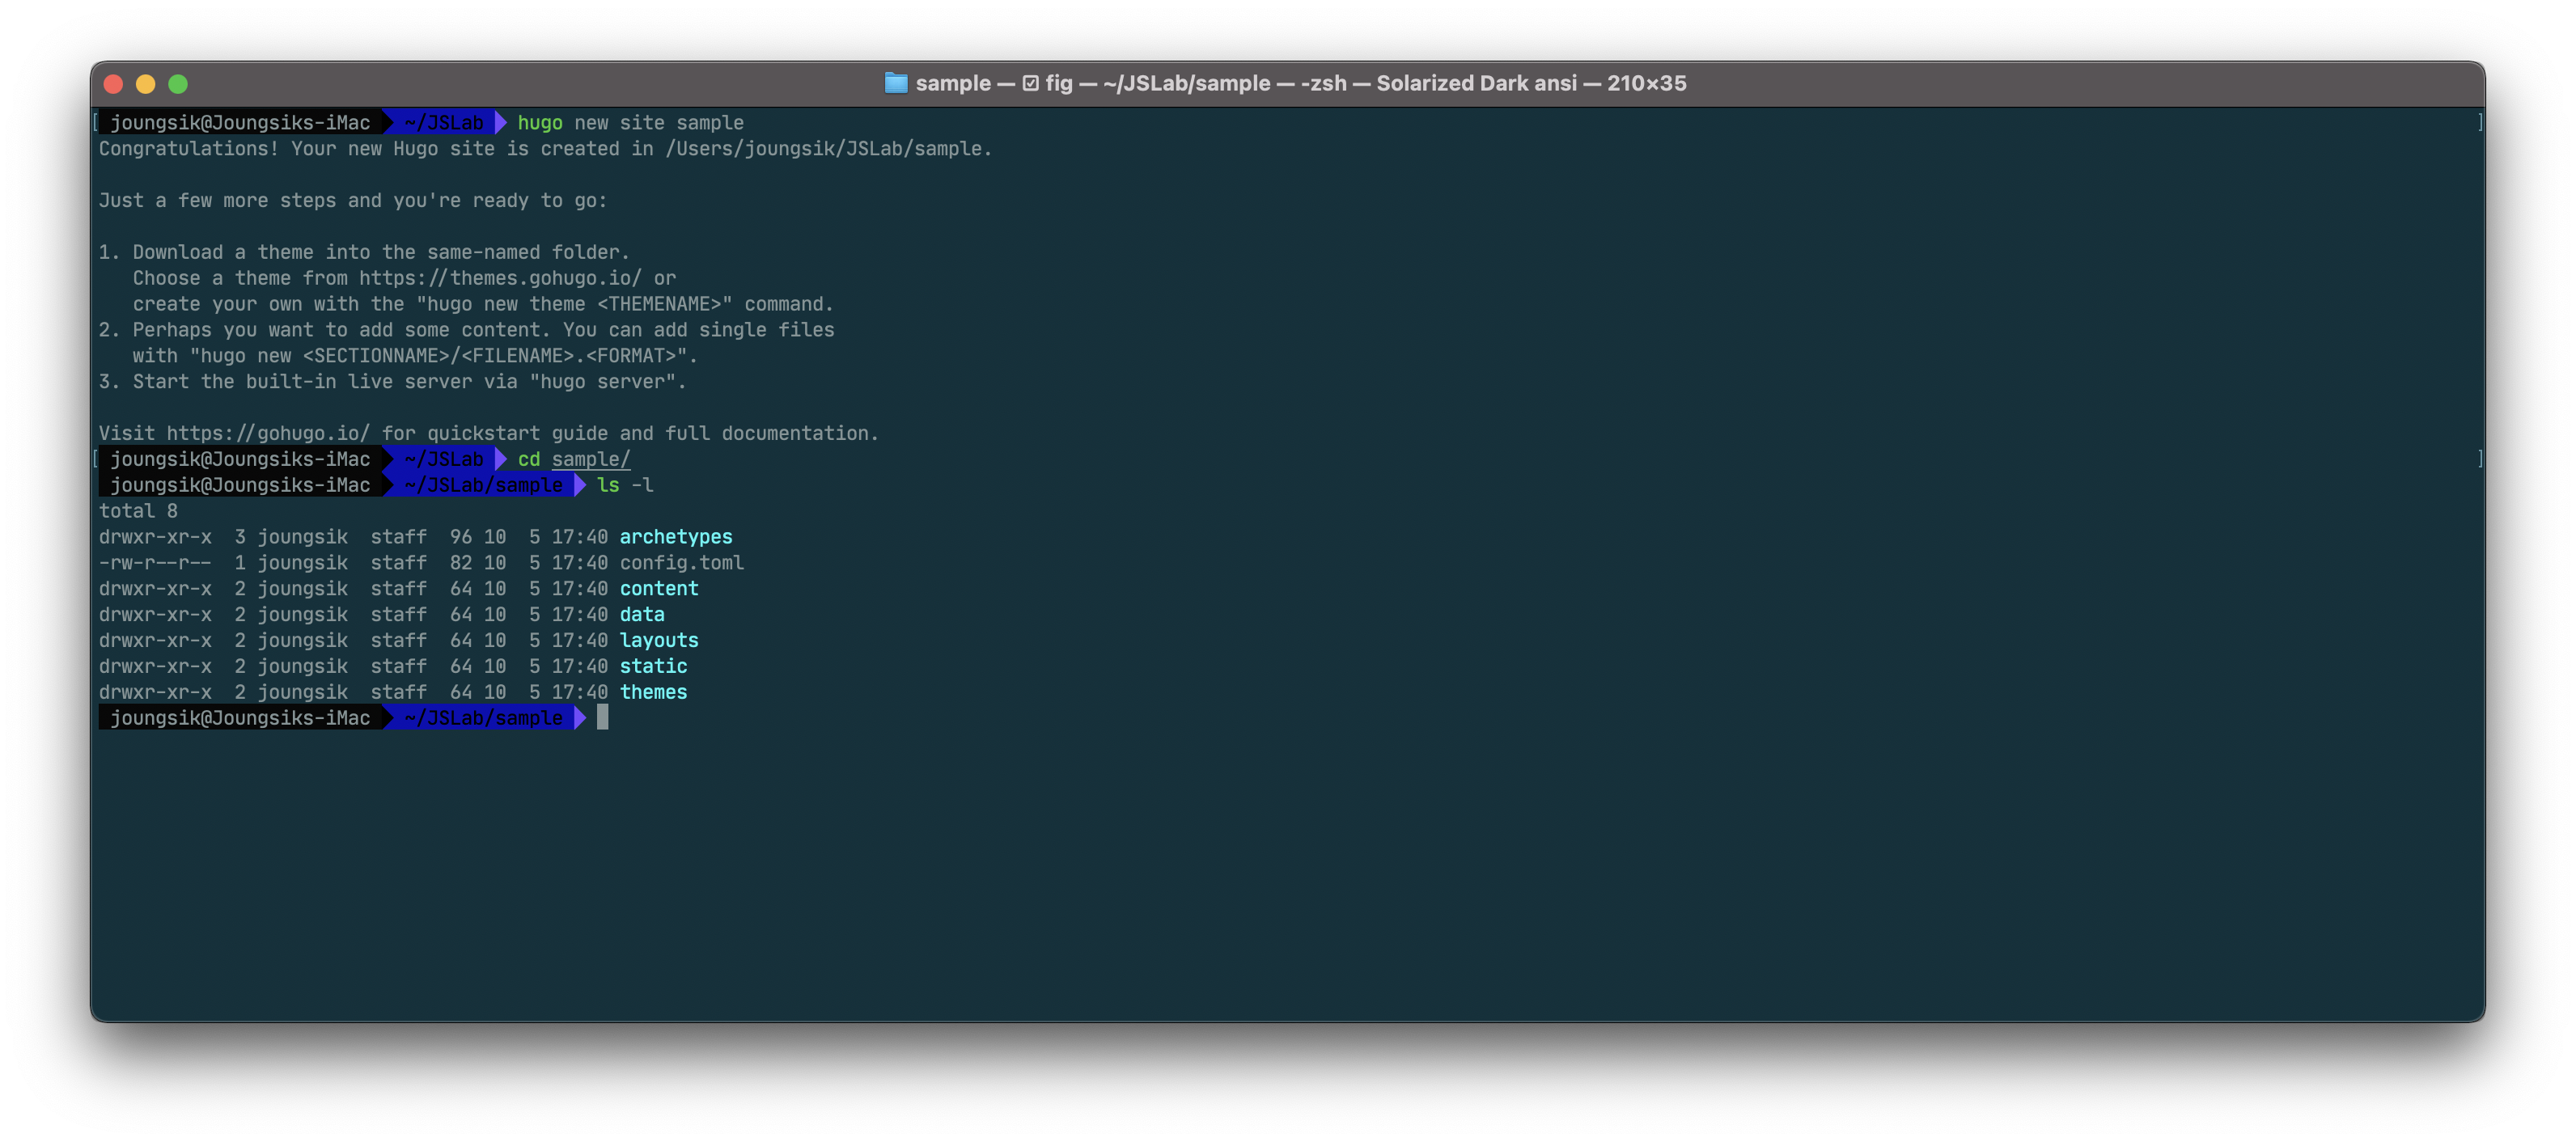 sample — ☑ fig — ~/JSLab/sample — -zsh — Solarized Dark ansi — 210×35
[ joungsik@Joungsiks-iMac  ~/JSLab  hugo new site sample ]
Congratulations! Your new Hugo site is created in /Users/joungsik/JSLab/sample.

Just a few more steps and you're ready to go:

1. Download a theme into the same-named folder.
   Choose a theme from https://themes.gohugo.io/ or
   create your own with the "hugo new theme <THEMENAME>" command.
2. Perhaps you want to add some content. You can add single files
   with "hugo new <SECTIONNAME>/<FILENAME>.<FORMAT>".
3. Start the built-in live server via "hugo server".

Visit https://gohugo.io/ for quickstart guide and full documentation.
[ joungsik@Joungsiks-iMac  ~/JSLab  cd sample/ ]
 joungsik@Joungsiks-iMac  ~/JSLab/sample  ls -l
total 8
drwxr-xr-x  3 joungsik  staff  96 10  5 17:40 archetypes
-rw-r--r--  1 joungsik  staff  82 10  5 17:40 config.toml
drwxr-xr-x  2 joungsik  staff  64 10  5 17:40 content
drwxr-xr-x  2 joungsik  staff  64 10  5 17:40 data
drwxr-xr-x  2 joungsik  staff  64 10  5 17:40 layouts
drwxr-xr-x  2 joungsik  staff  64 10  5 17:40 static
drwxr-xr-x  2 joungsik  staff  64 10  5 17:40 themes
 joungsik@Joungsiks-iMac  ~/JSLab/sample